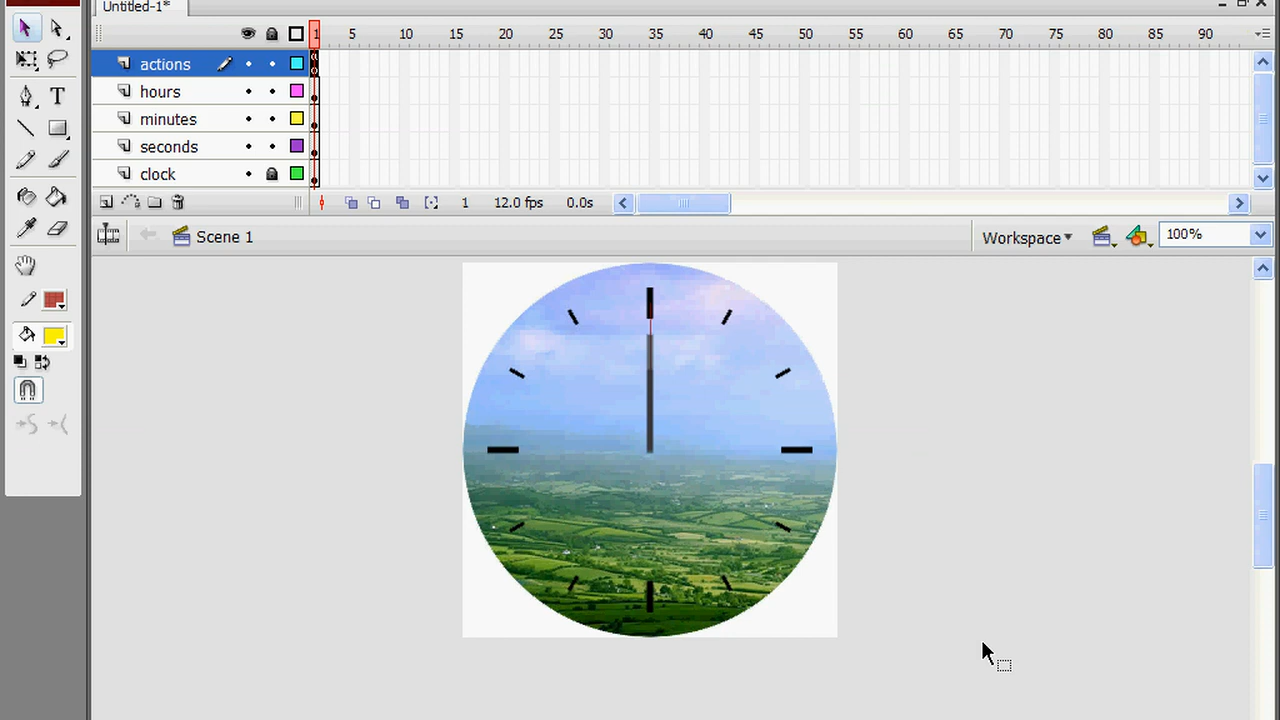 Untitled-1*
1 5 10 15 20 25 30 35 40 45 50 55 60 65 70 75 80 85 90
actions
hours
minutes
seconds
clock
1 12.0 fps 0.0s
Scene 1 Workspace 100%
T